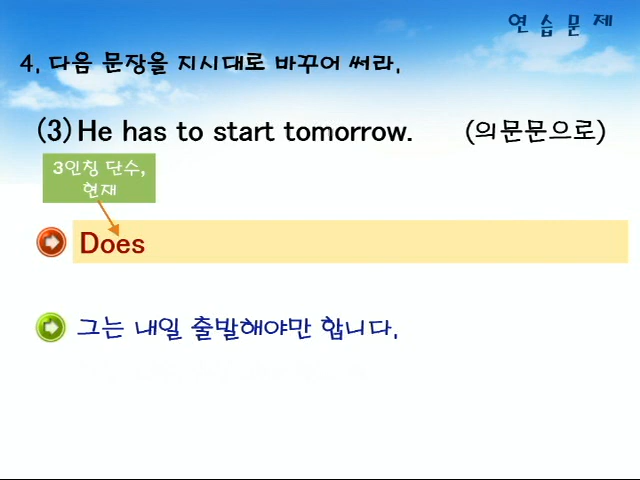 연습문제
4. 다음 문장을 지시대로 바꾸어 써라.
(3) He has to start tomorrow. (의문문으로)
3인칭 단수,
현재
Does
그는 내일 출발해야만 합니다.